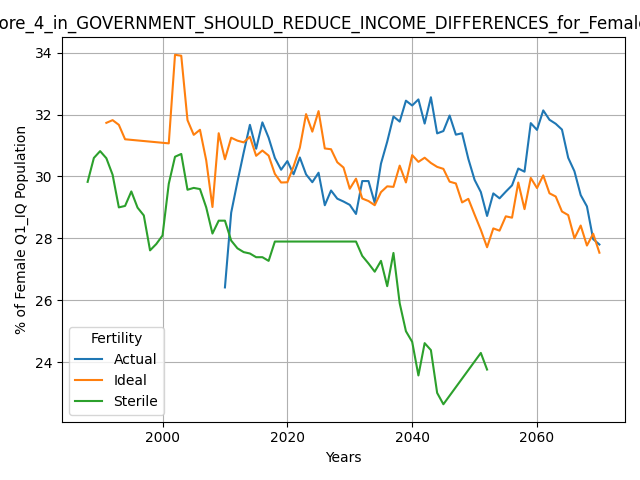 ore_4_in_GOVERNMENT_SHOULD_REDUCE_INCOME_DIFFERENCES_for_Female
34
32
30
28
26
24
% of Female Q1_IQ Population
Fertility
Actual
Ideal
Sterile
2000
2020
2040
2060
Years